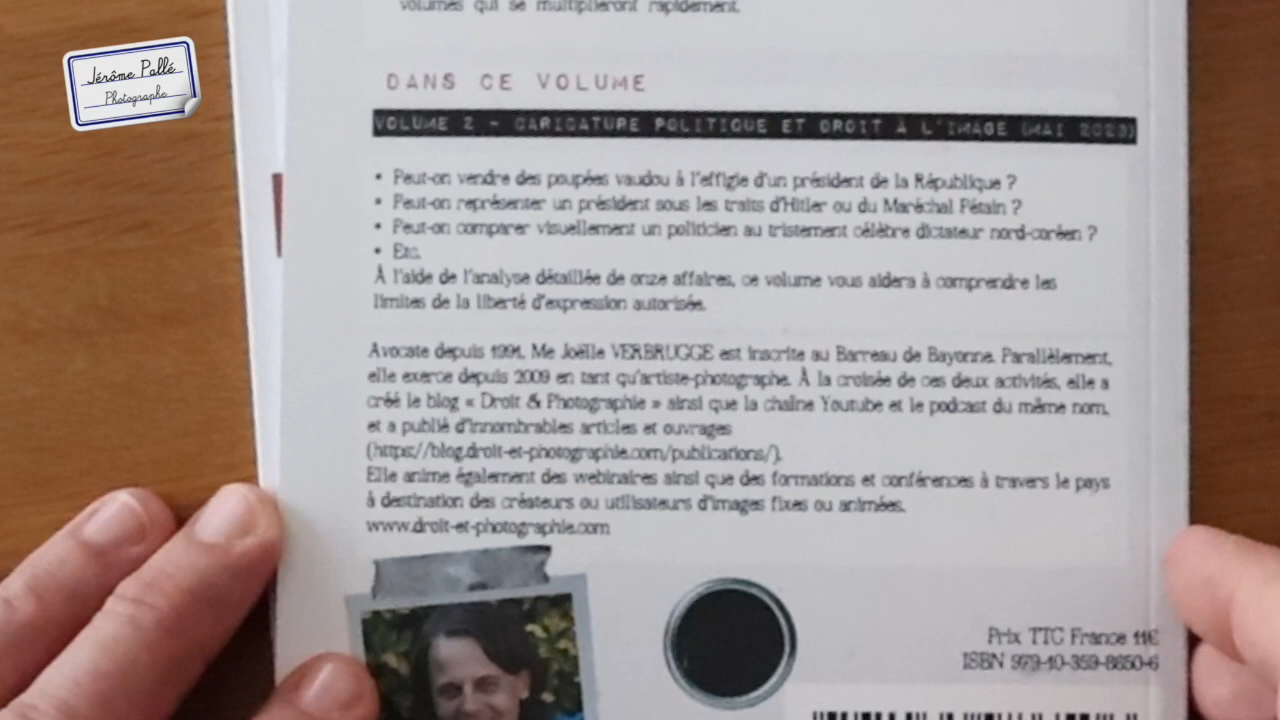 Jérôme Pallé
Photographe
volumes qui se multiplieront rapidement.
DANS CE VOLUME
VOLUME 2 - CARICATURE POLITIQUE ET DROIT À L'IMAGE (MAI 2023)
• Peut-on vendre des poupées vaudou à l'effigie d'un président de la République ?
• Peut-on représenter un président sous les traits d'Hitler ou du Maréchal Pétain ?
• Peut-on comparer visuellement un politicien au tristement célèbre dictateur nord-coréen ?
• Etc.
À l'aide de l'analyse détaillée de onze affaires, ce volume vous aidera à comprendre les
limites de la liberté d'expression autorisée.
Avocate depuis 1991, Me Joëlle VERBRUGGE est inscrite au Barreau de Bayonne. Parallèlement,
elle exerce depuis 2009 en tant qu'artiste-photographe. À la croisée de ces deux activités, elle a
créé le blog « Droit & Photographie » ainsi que la chaîne Youtube et le podcast du même nom,
et a publié d'innombrables articles et ouvrages
(https://blog.droit-et-photographie.com/publications/).
Elle anime également des webinaires ainsi que des formations et conférences à travers le pays
à destination des créateurs ou utilisateurs d'images fixes ou animées.
www.droit-et-photographie.com
Prix TTC France 11€
ISBN 979-10-359-8650-6